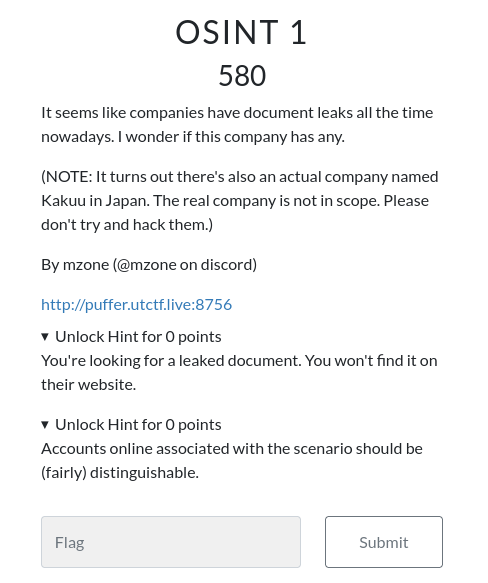 OSINT 1
580
It seems like companies have document leaks all the time
nowadays. I wonder if this company has any.
(NOTE: It turns out there's also an actual company named
Kakuu in Japan. The real company is not in scope. Please
don't try and hack them.)
By mzone (@mzone on discord)
http://puffer.utctf.live:8756
▼ Unlock Hint for 0 points
You're looking for a leaked document. You won't find it on
their website.
▼ Unlock Hint for 0 points
Accounts online associated with the scenario should be
(fairly) distinguishable.
Flag
Submit